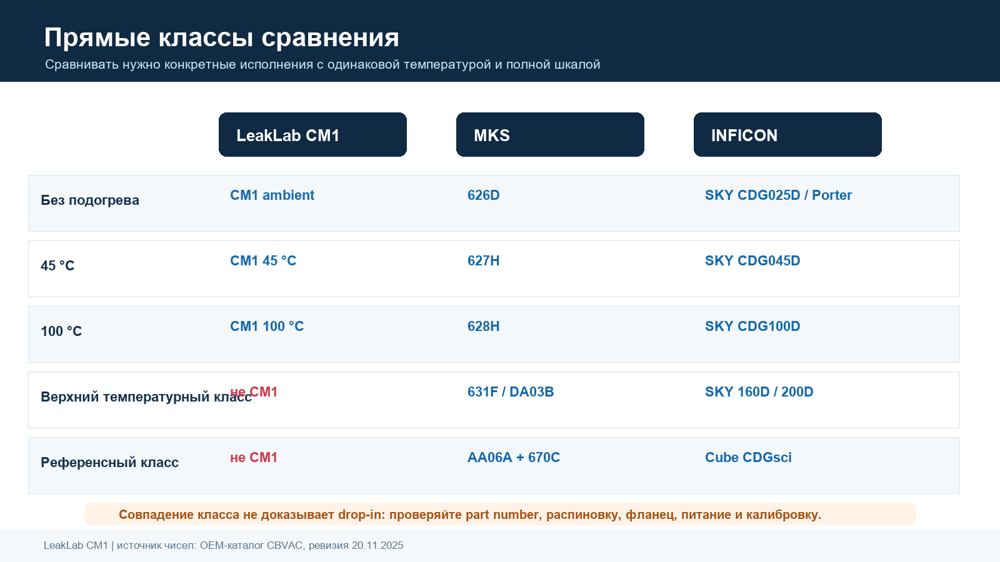 Прямые классы сравнения
Сравнивать нужно конкретные исполнения с одинаковой температурой и полной шкалой
LeakLab CM1 MKS INFICON
Без подогрева CM1 ambient 626D SKY CDG025D / Porter
45 °C CM1 45 °C 627H SKY CDG045D
100 °C CM1 100 °C 628H SKY CDG100D
Верхний температурный класс не CM1 631F / DA03B SKY 160D / 200D
Референсный класс не CM1 AA06A + 670C Cube CDGsci
Совпадение класса не доказывает drop-in: проверяйте part number, распиновку, фланец, питание и калибровку.
LeakLab CM1 | источник чисел: OEM-каталог CBVAC, ревизия 20.11.2025